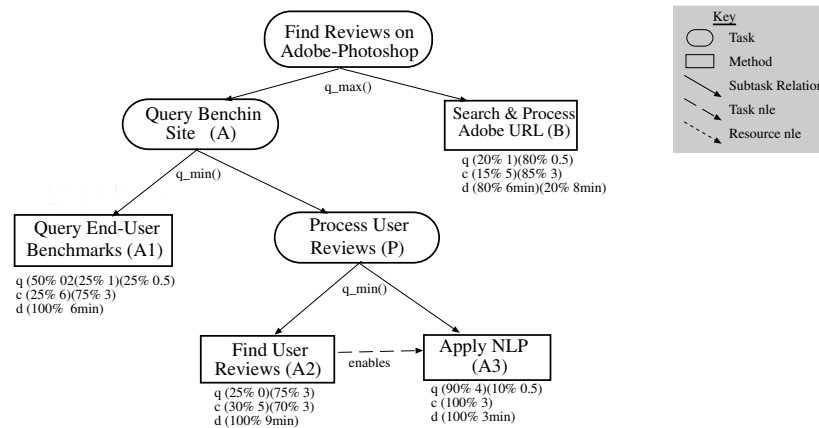 Find Reviews on
Adobe-Photoshop
q_max()
Query Benchin
Site (A)
Search & Process
Adobe URL (B)
q (20% 1)(80% 0.5)
c (15% 5)(85% 3)
d (80% 6min)(20% 8min)
q_min()
Query End-User
Benchmarks (A1)
q (50% 02(25% 1)(25% 0.5)
c (25% 6)(75% 3)
d (100% 6min)
Process User
Reviews (P)
q_min()
Find User
Reviews (A2)
enables
Apply NLP
(A3)
q (25% 0)(75% 3)
c (30% 5)(70% 3)
d (100% 9min)
q (90% 4)(10% 0.5)
c (100% 3)
d (100% 3min)
Key
Task
Method
Subtask Relation
Task nle
Resource nle